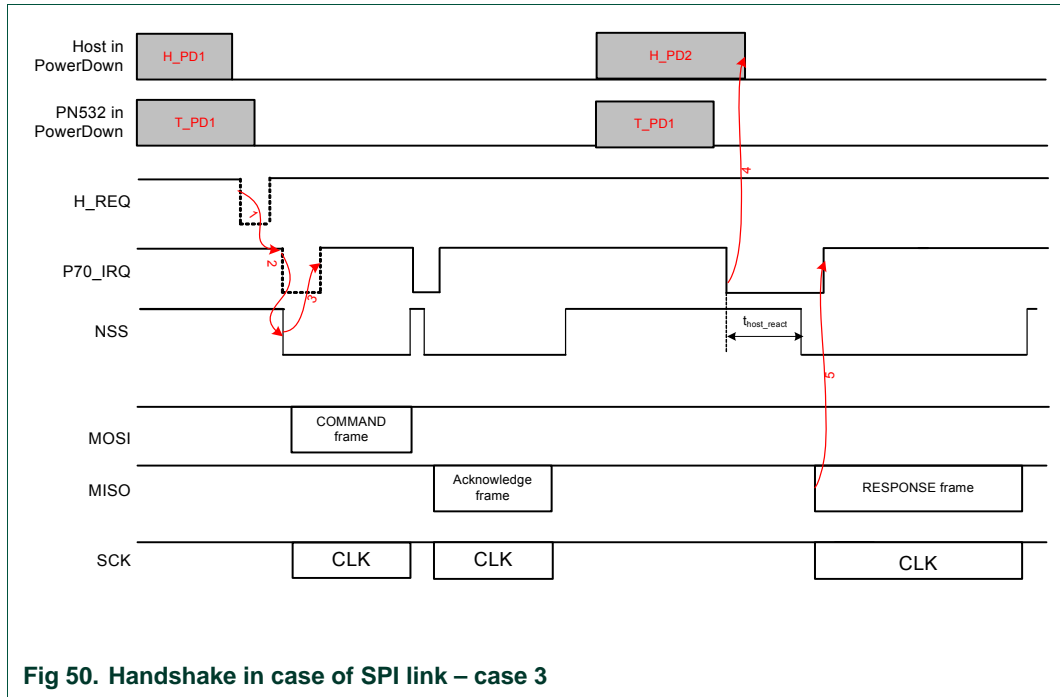 Host in
PowerDown
H_PD1
H_PD2
PN532 in
PowerDown
T_PD1
T_PD1
H_REQ
1
4
P70_IRQ
2
3
NSS
thost_react
5
MOSI
COMMAND
frame
MISO
Acknowledge
frame
RESPONSE frame
SCK
CLK
CLK
CLK
Fig 50. Handshake in case of SPI link – case 3